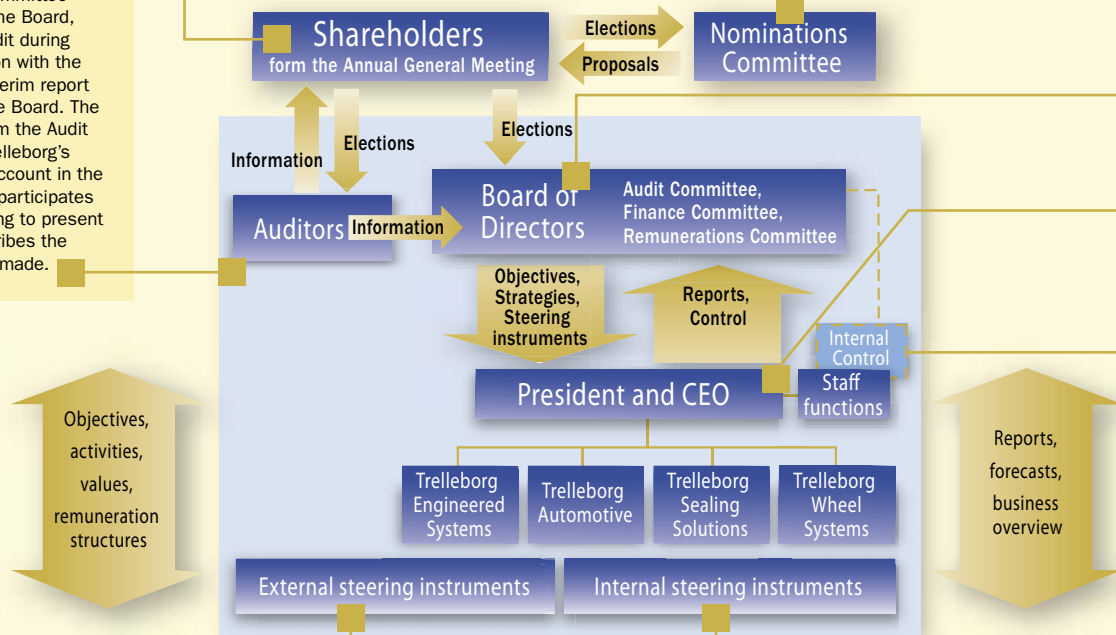 mmittee
ne Board,
dit during
on with the
erim report
e Board. The
m the Audit
elleborg's
ccount in the
participates
ng to present
ribes the
made.
Shareholders
form the Annual General Meeting
Elections
Proposals
Nominations
Committee
Information
Elections
Elections
Auditors
Information
Board of
Directors
Audit Committee,
Finance Committee,
Remunerations Committee
Objectives,
Strategies,
Steering
instruments
Reports,
Control
Internal
Control
President and CEO
Staff
functions
Objectives,
activities,
values,
remuneration
structures
Reports,
forecasts,
business
overview
Trelleborg
Engineered
Systems
Trelleborg
Automotive
Trelleborg
Sealing
Solutions
Trelleborg
Wheel
Systems
External steering instruments
Internal steering instruments